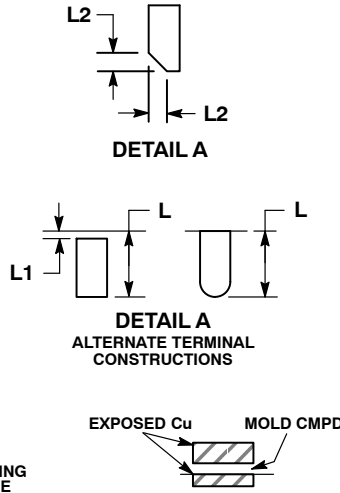 L2
L2
DETAIL A
L
L
L1
DETAIL A
ALTERNATE TERMINAL
CONSTRUCTIONS
EXPOSED Cu
MOLD CMPD